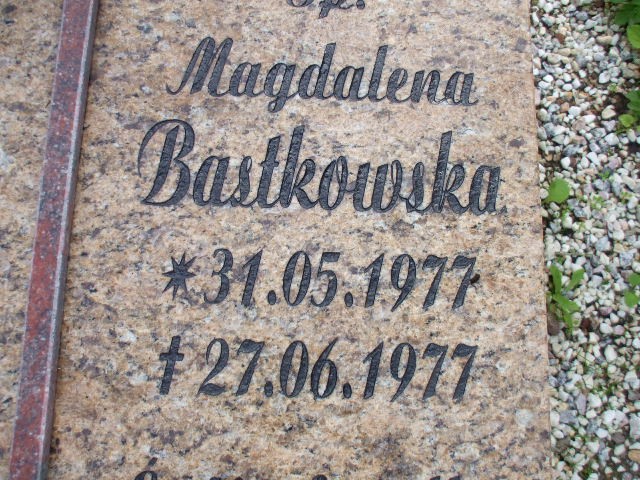 Magdalena
Bastkowska
* 31.05.1977
† 27.06.1977